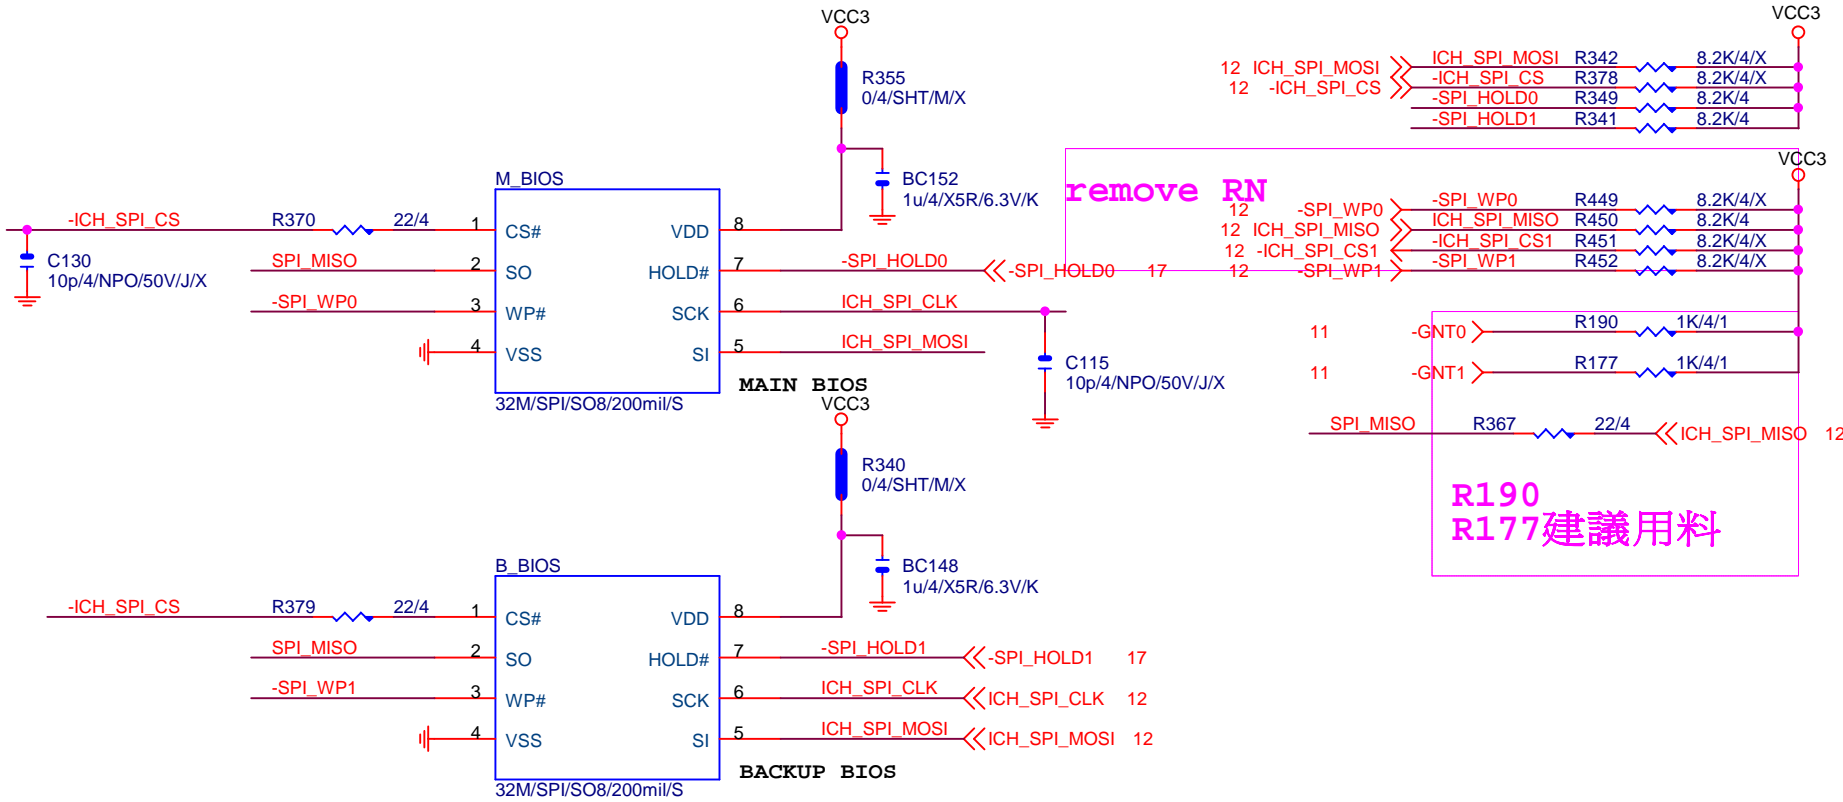 VCC3
R355
0/4/SHT/M/X
BC152
1u/4/X5R/6.3V/K
M_BIOS
-ICH_SPI_CS R370 22/4 1 CS# VDD 8
C130
10p/4/NPO/50V/J/X
SPI_MISO 2 SO HOLD# 7 -SPI_HOLD0 -SPI_HOLD0 17
-SPI_WP0 3 WP# SCK 6 ICH_SPI_CLK
4 VSS SI 5 ICH_SPI_MOSI
C115
10p/4/NPO/50V/J/X
MAIN BIOS
32M/SPI/SO8/200mil/S
VCC3
R340
0/4/SHT/M/X
BC148
1u/4/X5R/6.3V/K
B_BIOS
-ICH_SPI_CS R379 22/4 1 CS# VDD 8
SPI_MISO 2 SO HOLD# 7 -SPI_HOLD1 -SPI_HOLD1 17
-SPI_WP1 3 WP# SCK 6 ICH_SPI_CLK ICH_SPI_CLK 12
4 VSS SI 5 ICH_SPI_MOSI ICH_SPI_MOSI 12
BACKUP BIOS
32M/SPI/SO8/200mil/S
VCC3
12 ICH_SPI_MOSI ICH_SPI_MOSI R342 8.2K/4/X
12 -ICH_SPI_CS -ICH_SPI_CS R378 8.2K/4/X
-SPI_HOLD0 R349 8.2K/4
-SPI_HOLD1 R341 8.2K/4
VCC3
remove RN
12 -SPI_WP0 -SPI_WP0 R449 8.2K/4/X
12 ICH_SPI_MISO ICH_SPI_MISO R450 8.2K/4
12 -ICH_SPI_CS1 -ICH_SPI_CS1 R451 8.2K/4/X
12 -SPI_WP1 -SPI_WP1 R452 8.2K/4/X
11 -GNT0 R190 1K/4/1
11 -GNT1 R177 1K/4/1
SPI_MISO R367 22/4 ICH_SPI_MISO 12
R190
R177建議用料